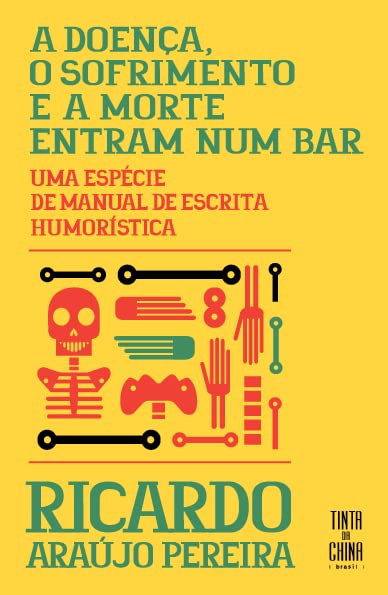 A DOENÇA,
O SOFRIMENTO
E A MORTE
ENTRAM NUM BAR
UMA ESPÉCIE
DE MANUAL DE ESCRITA
HUMORÍSTICA
RICARDO
ARAÚJO PEREIRA
TINTA
DA
CHINA
brasil